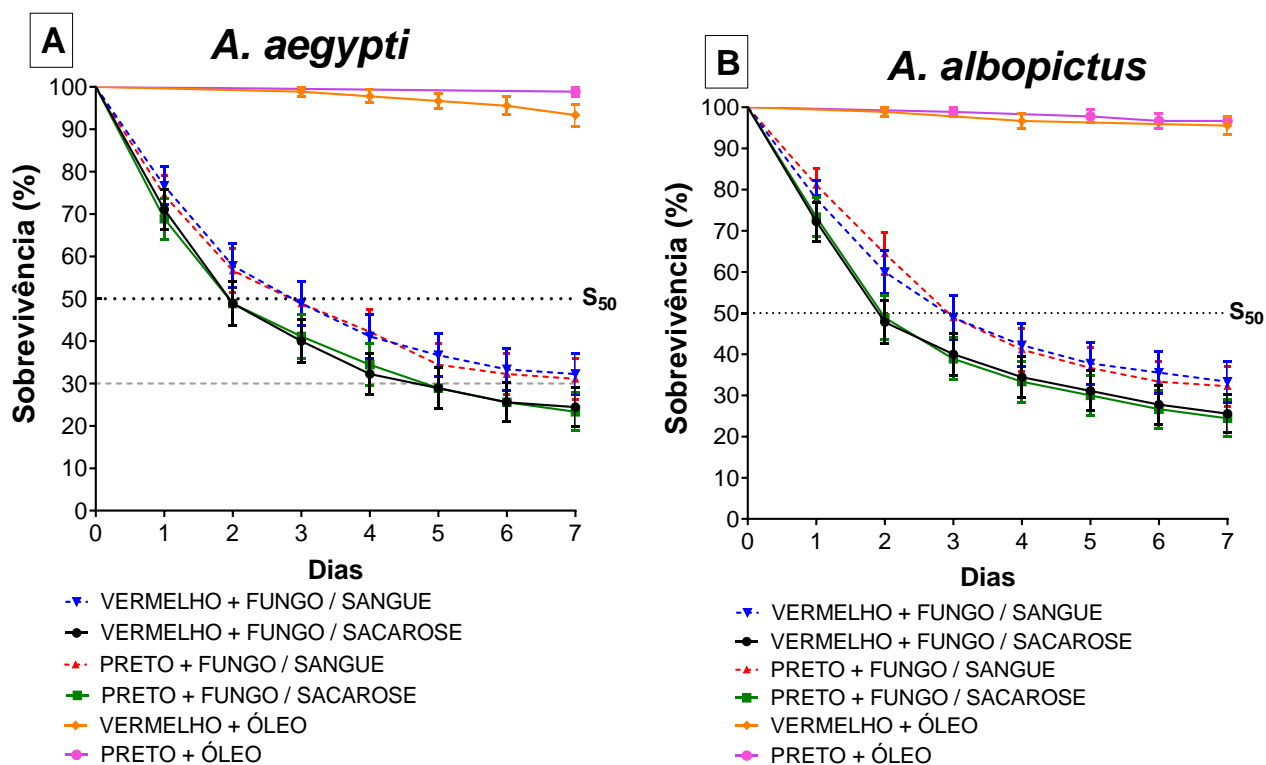 A
A. aegypti
Sobrevivência (%)
100
90
80
70
60
50
40
30
20
10
0
S50
0 1 2 3 4 5 6 7
Dias
VERMELHO + FUNGO / SANGUE
VERMELHO + FUNGO / SACAROSE
PRETO + FUNGO / SANGUE
PRETO + FUNGO / SACAROSE
VERMELHO + ÓLEO
PRETO + ÓLEO
B
A. albopictus
Sobrevivência (%)
100
90
80
70
60
50
40
30
20
10
0
S50
0 1 2 3 4 5 6 7
Dias
VERMELHO + FUNGO / SANGUE
VERMELHO + FUNGO / SACAROSE
PRETO + FUNGO / SANGUE
PRETO + FUNGO / SACAROSE
VERMELHO + ÓLEO
PRETO + ÓLEO